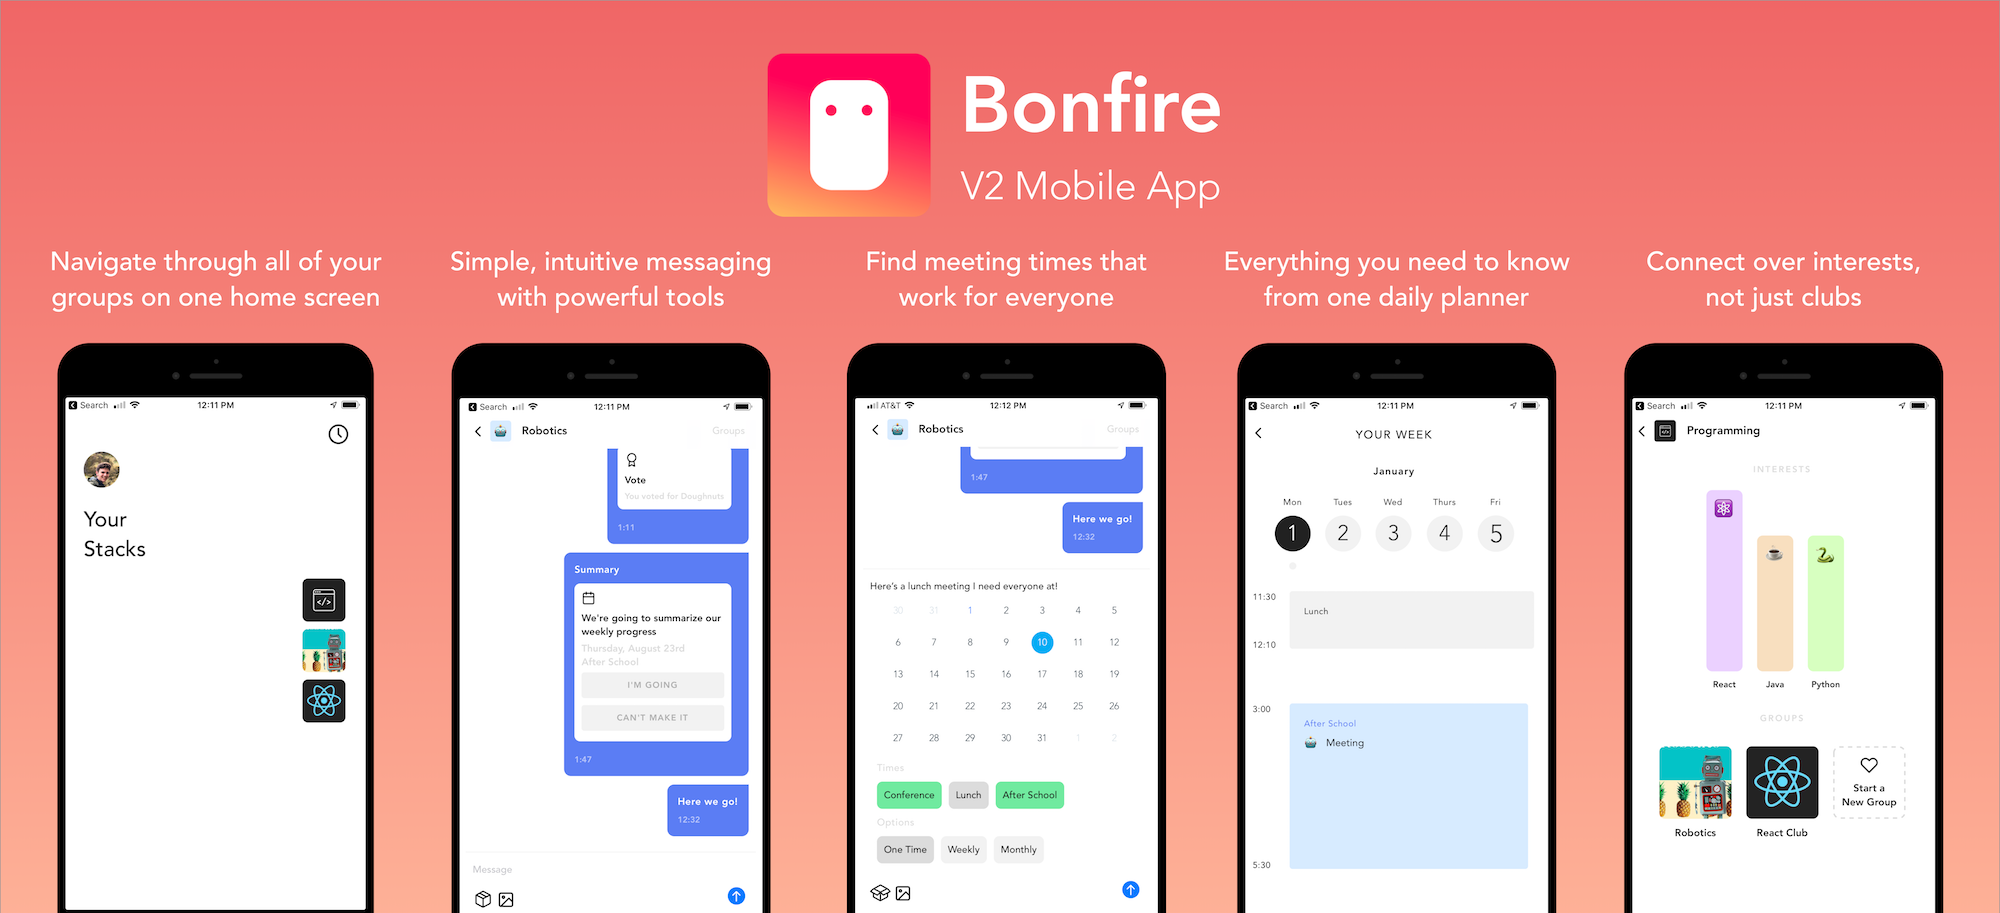 Bonfire
V2 Mobile App
Navigate through all of your
groups on one home screen
Simple, intuitive messaging
with powerful tools
Find meeting times that
work for everyone
Everything you need to know
from one daily planner
Connect over interests,
not just clubs
Search
12:11 PM
Your
Stacks
</>
Search
12:11 PM
Robotics
Groups
Vote
You voted for Doughnuts
1:11
Summary
We're going to summarize our
weekly progress
Thursday, August 23rd
After School
I'M GOING
CAN'T MAKE IT
1:47
Here we go!
12:32
Message
AT&T
12:12 PM
Robotics
Groups
1:47
Here we go!
12:32
Here's a lunch meeting I need everyone at!
30 31 1 2 3 4 5
6 7 8 9 10 11 12
13 14 15 16 17 18 19
20 21 22 23 24 25 26
27 28 29 30 31 1 2
Times
Conference Lunch After School
Options
One Time Weekly Monthly
Search
12:11 PM
YOUR WEEK
January
Mon Tues Wed Thurs Fri
1 2 3 4 5
11:30
Lunch
12:10
3:00
After School
Meeting
5:30
Search
12:11 PM
Programming
INTERESTS
React Java Python
GROUPS
Start a
New Group
Robotics React Club